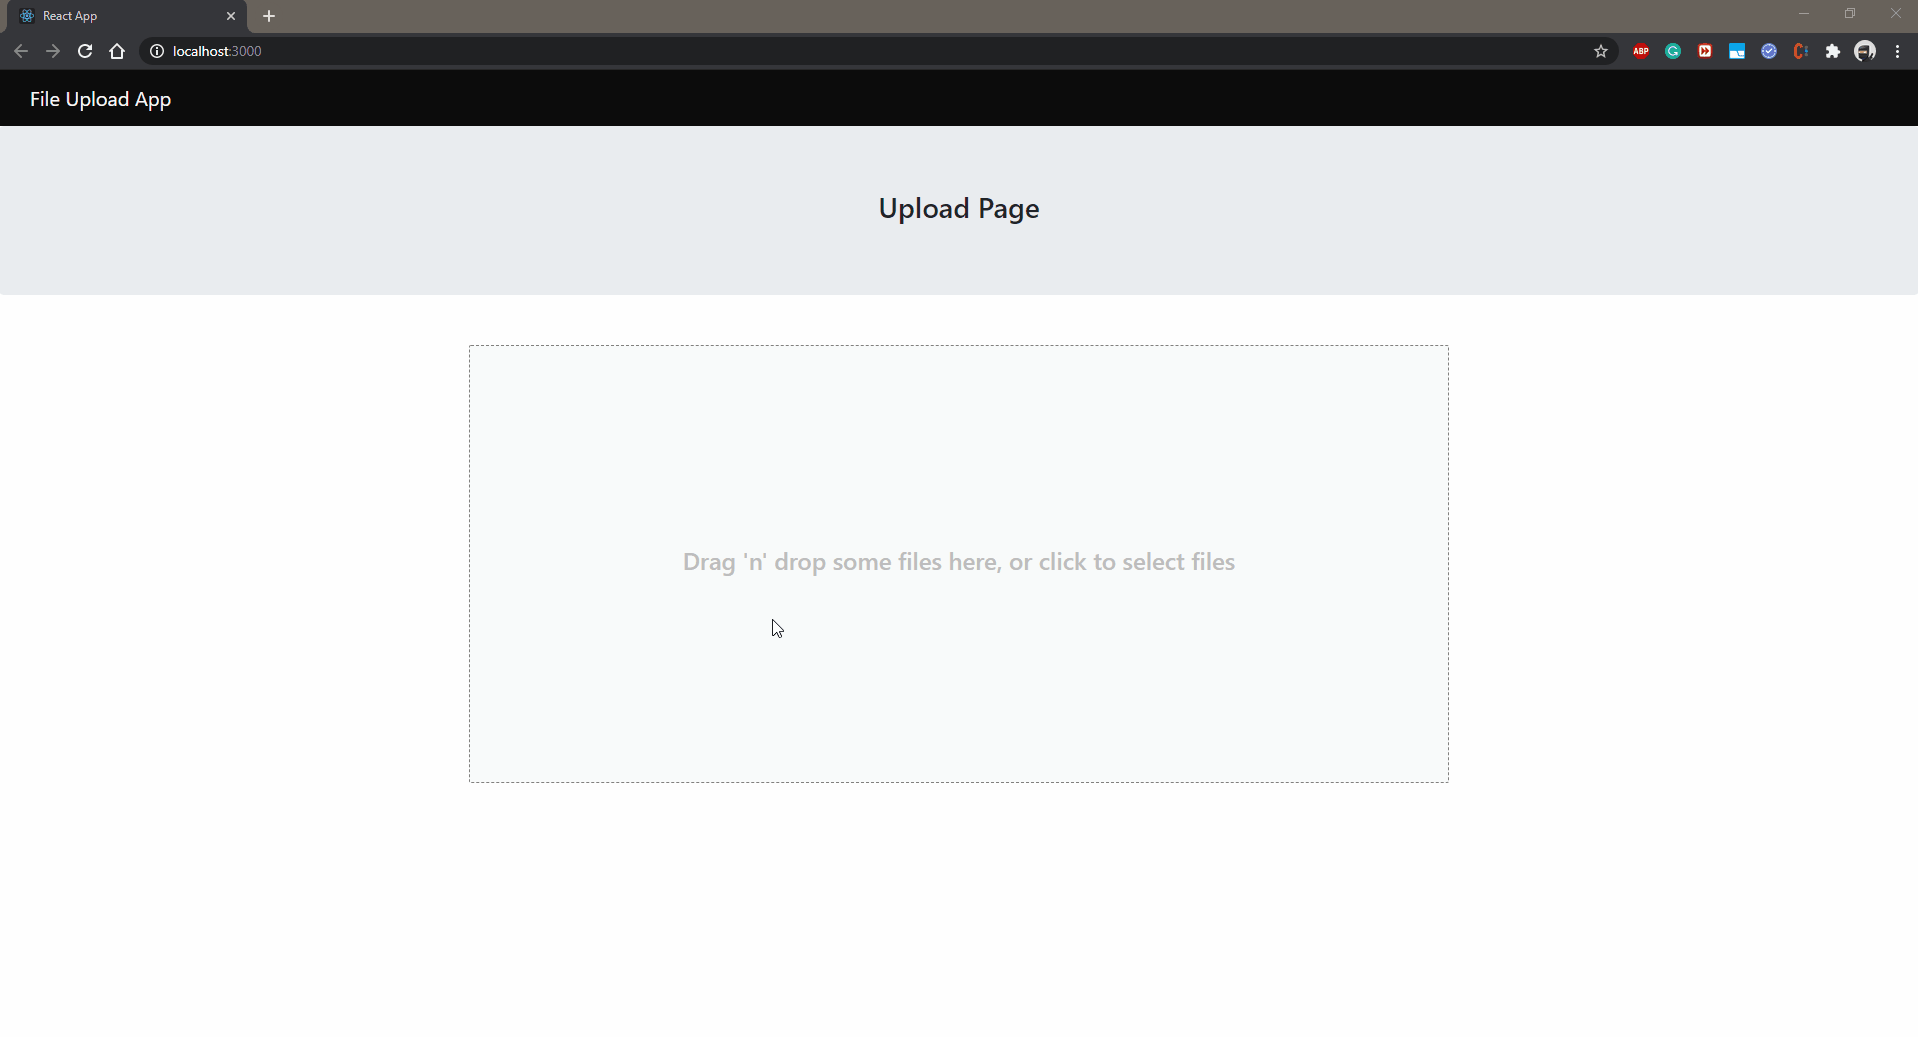 React App
localhost:3000
ABP
File Upload App
Upload Page
Drag 'n' drop some files here, or click to select files